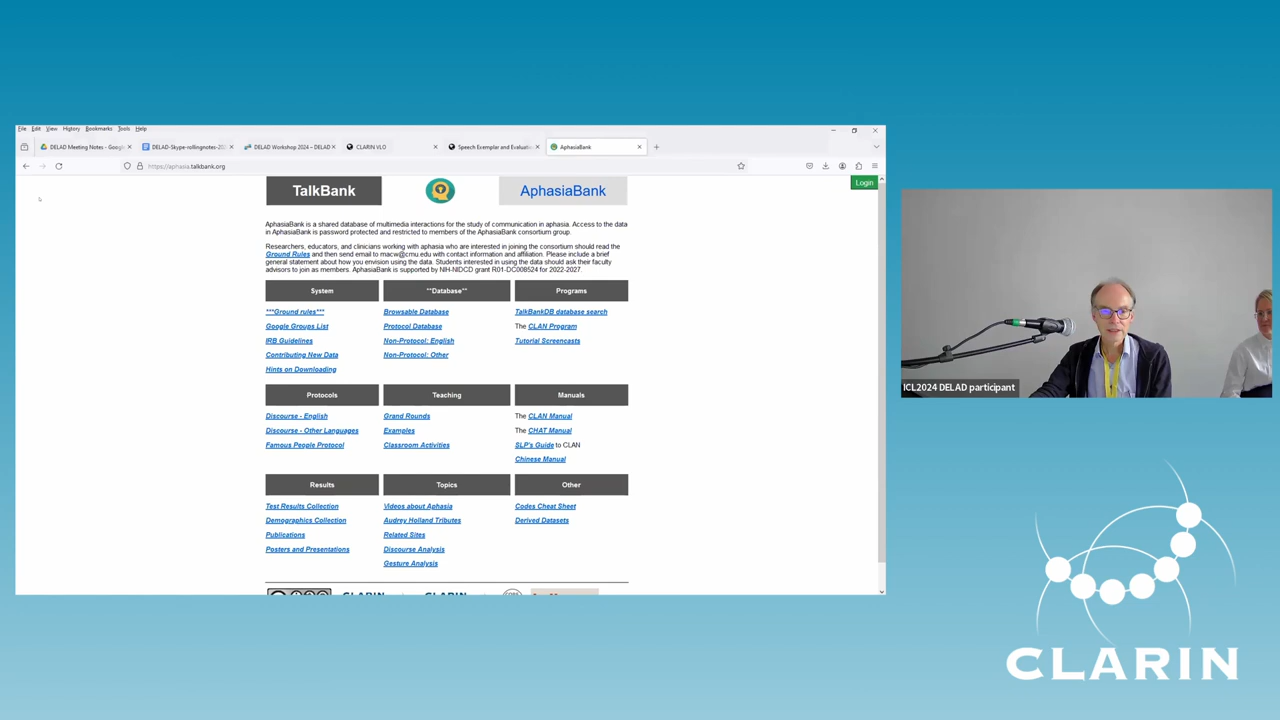 File Edit View History Bookmarks Tools Help
DELAD Meeting Notes - Google
DELAD-Skype-rollingnotes-202
DELAD Workshop 2024 – DELAD
CLARIN VLO
Speech Exemplar and Evaluatio
AphasiaBank
https://aphasia.talkbank.org
TalkBank
AphasiaBank
Login
AphasiaBank is a shared database of multimedia interactions for the study of communication in aphasia. Access to the data
in AphasiaBank is password protected and restricted to members of the AphasiaBank consortium group.
Researchers, educators, and clinicians working with aphasia who are interested in joining the consortium should read the
Ground Rules and then send email to macw@cmu.edu with contact information and affiliation. Please include a brief
general statement about how you envision using the data. Students interested in using the data should ask their faculty
advisors to join as members. AphasiaBank is supported by NIH-NIDCD grant R01-DC008524 for 2022-2027.
System
**Database**
Programs
***Ground rules***
Browsable Database
TalkBankDB database search
Google Groups List
Protocol Database
The CLAN Program
IRB Guidelines
Non-Protocol: English
Tutorial Screencasts
Contributing New Data
Non-Protocol: Other
Hints on Downloading
Protocols
Teaching
Manuals
Discourse - English
Grand Rounds
The CLAN Manual
Discourse - Other Languages
Examples
The CHAT Manual
Famous People Protocol
Classroom Activities
SLP's Guide to CLAN
Chinese Manual
Results
Topics
Other
Test Results Collection
Videos about Aphasia
Codes Cheat Sheet
Demographics Collection
Audrey Holland Tributes
Derived Datasets
Publications
Related Sites
Posters and Presentations
Discourse Analysis
Gesture Analysis
CLARIN
CLARIN
ICL2024 DELAD participant
CLARIN